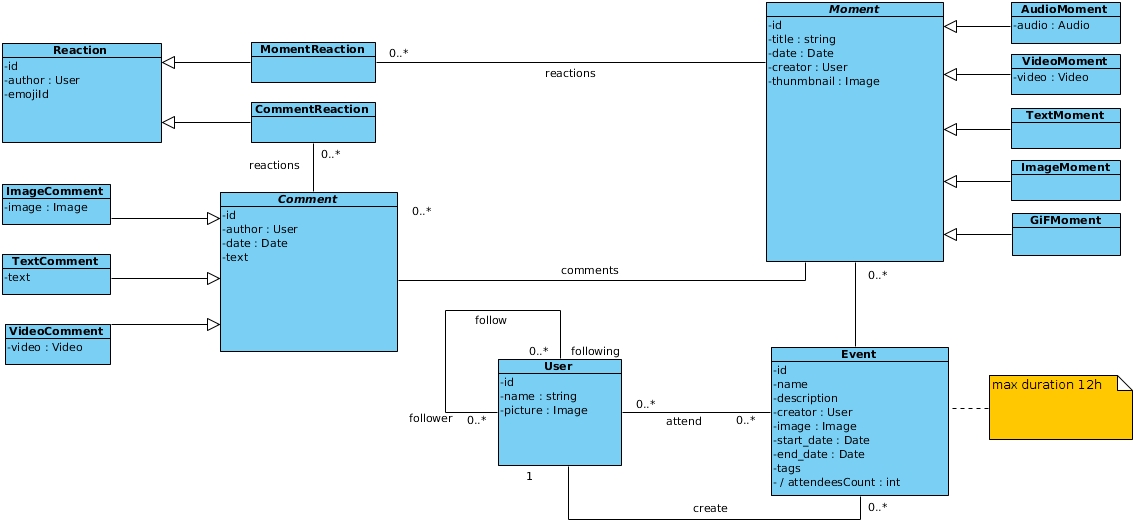 Moment
-id
-title : string
-date : Date
-creator : User
-thunmbnail : Image
AudioMoment
-audio : Audio
VideoMoment
-video : Video
TextMoment
ImageMoment
GiFMoment
Reaction
-id
-author : User
-emojiId
MomentReaction
0..*
reactions
CommentReaction
0..*
reactions
ImageComment
-image : Image
TextComment
-text
VideoComment
-video : Video
Comment
-id
-author : User
-date : Date
-text
0..*
comments
0..*
follow
0..*
following
follower
0..*
User
-id
-name : string
-picture : Image
0..*
attend
0..*
Event
-id
-name
-description
-creator : User
-image : Image
-start_date : Date
-end_date : Date
-tags
- / attendeesCount : int
max duration 12h
1
create
0..*